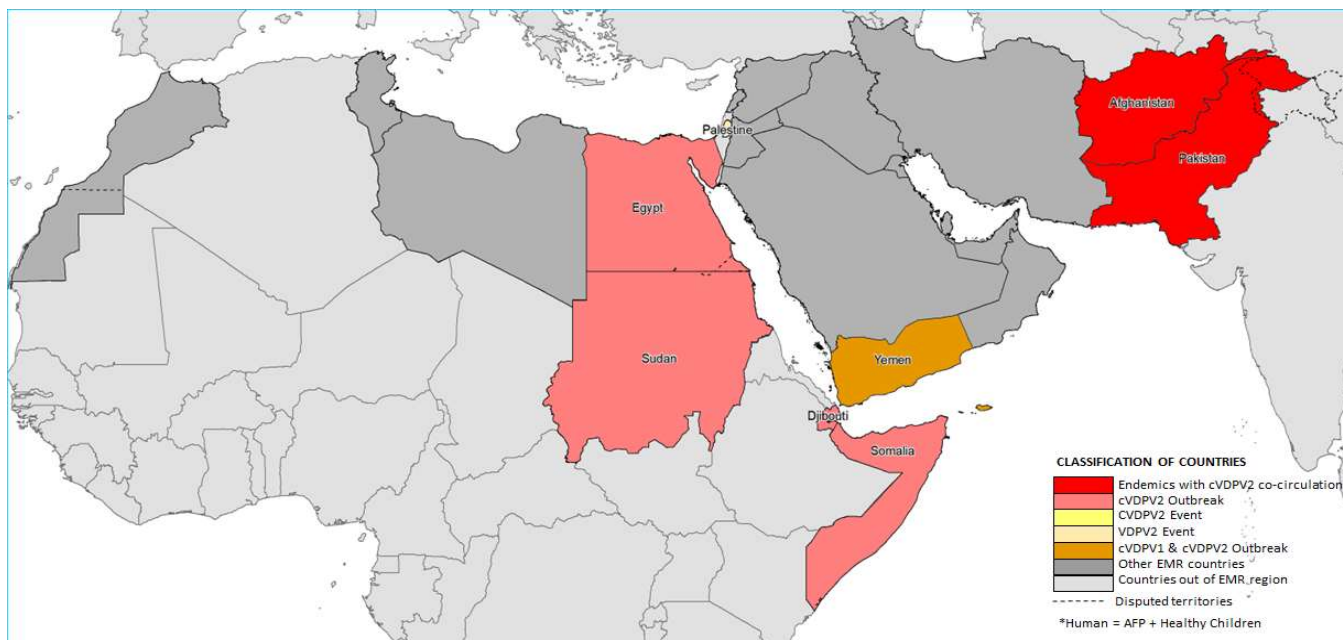 Afghanistan
Palestine
Pakistan
Egypt
Sudan
Yemen
Djibouti
Somalia
CLASSIFICATION OF COUNTRIES
Endemics with cVDPV2 co-circulation
cVDPV2 Outbreak
CVDPV2 Event
VDPV2 Event
cVDPV1 & cVDPV2 Outbreak
Other EMR countries
Countries out of EMR region
Disputed territories
*Human = AFP + Healthy Children